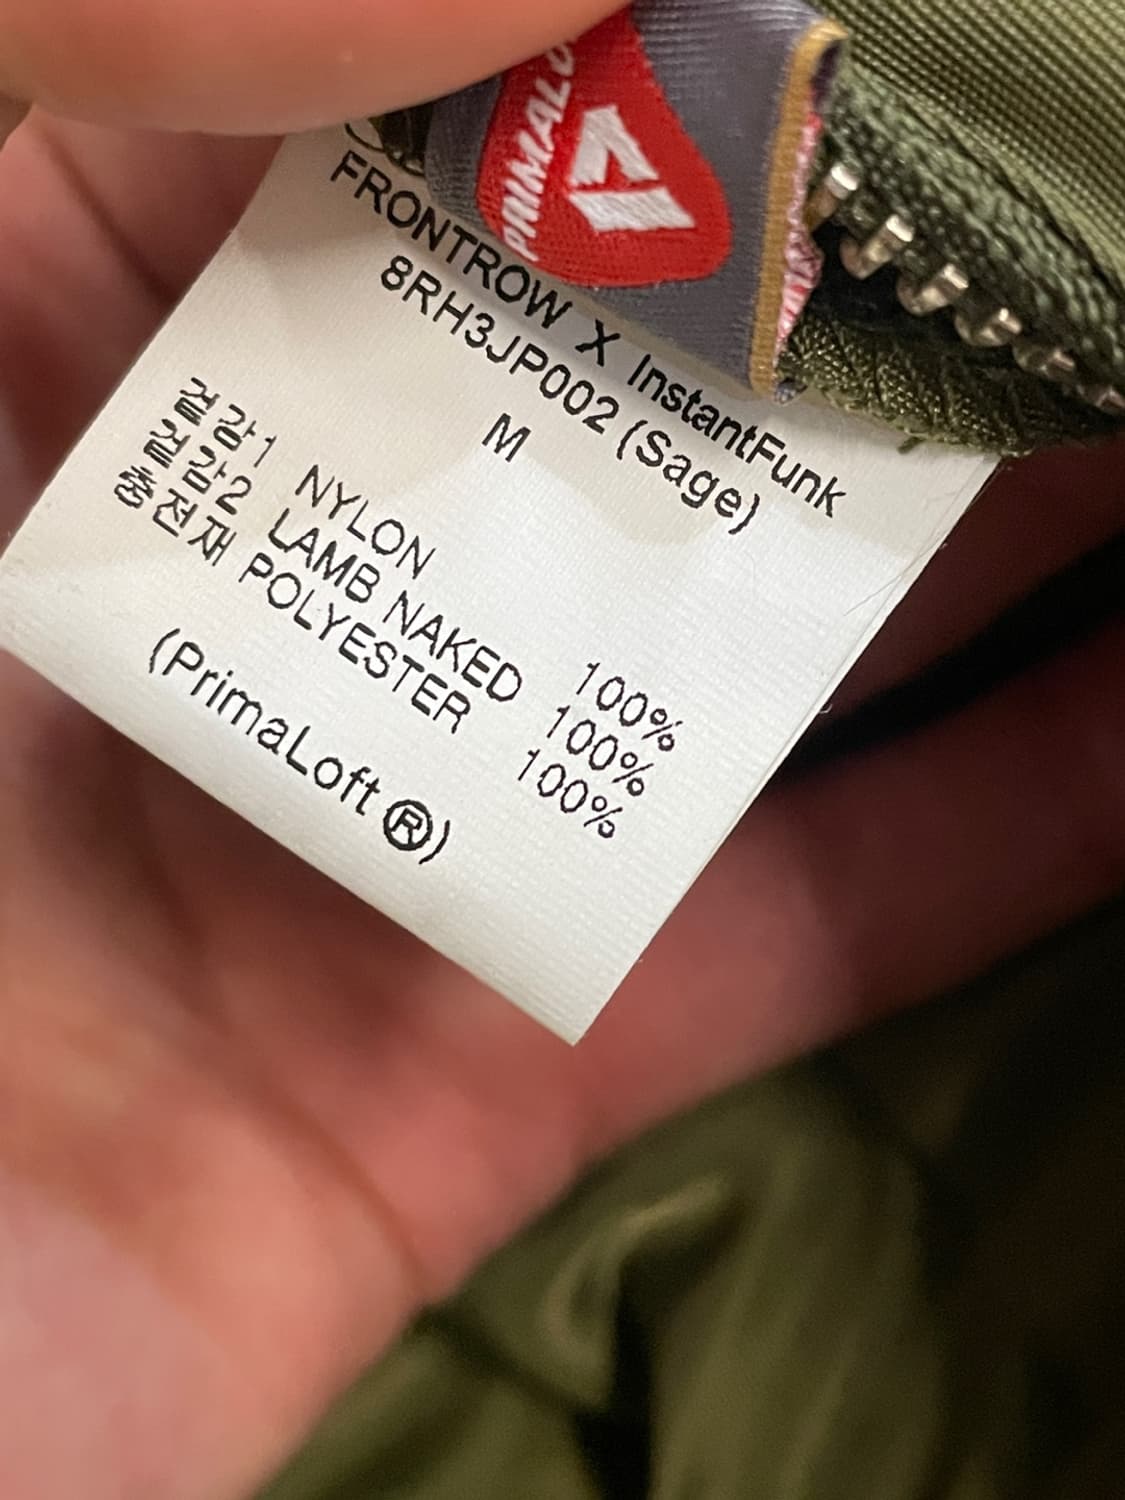 PRIMALO
FRONTROW X InstantFunk
8RH3JP002 (Sage)
M
겉감1 NYLON 100%
겉감2 LAMB NAKED 100%
충전재 POLYESTER 100%
(PrimaLoft ®)